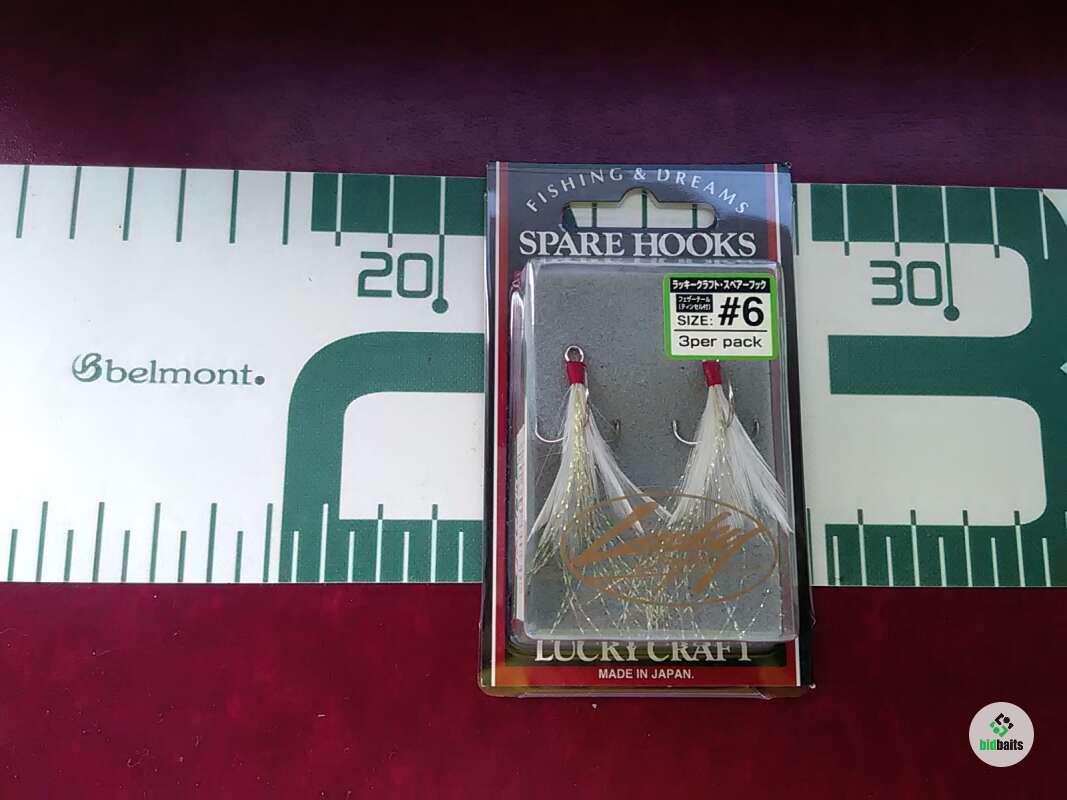 FISHING & DREAMS
SPARE HOOKS
ラッキークラフト・スペアーフック
フェザーテール
(ティンセル付)
SIZE: #6
3per pack
20
30
belmont.
Lucky
LUCKY CRAFT
MADE IN JAPAN.
bidbaits